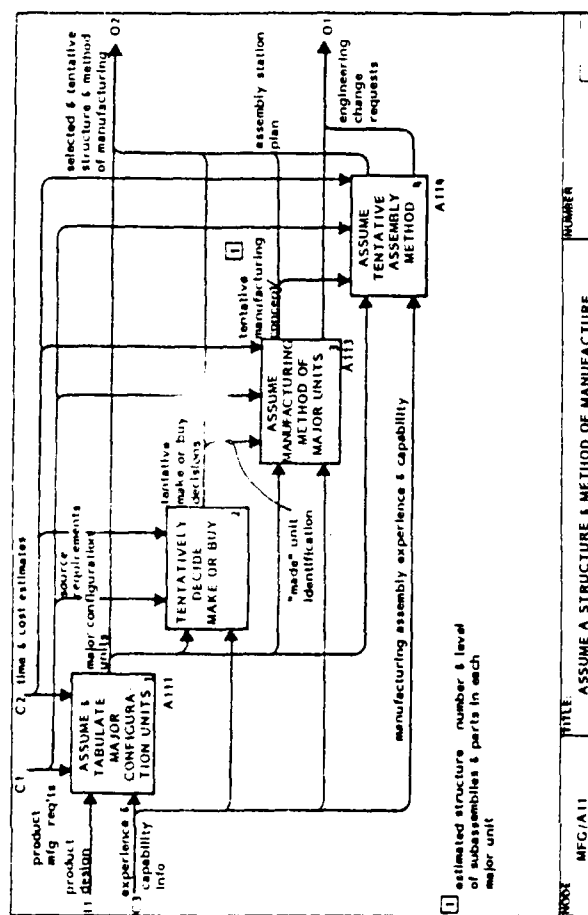 C1
C2 time & cost estimates
product
mfg req'ts
product
I1 design
experience &
C3 capability
info
ASSUME &
TABULATE
MAJOR
CONFIGURA-
TION UNITS
1
A111
source
requirements
major configuration
units
TENTATIVELY
DECIDE
MAKE OR BUY
2
tentative
make or buy
decisions
"made" unit
identification
ASSUME
MANUFACTURING
METHOD OF
MAJOR UNITS
3
A113
tentative
manufacturing
concept
1
ASSUME
TENTATIVE
ASSEMBLY
METHOD
4
A114
selected & tentative
structure & method
of manufacturing
O2
assembly station
plan
O1
engineering
change
requests
manufacturing assembly experience & capability
1 estimated structure number & level
of subassemblies & parts in each
major unit
NODE MFG/A11
TITLE ASSUME A STRUCTURE & METHOD OF MANUFACTURE
NUMBER